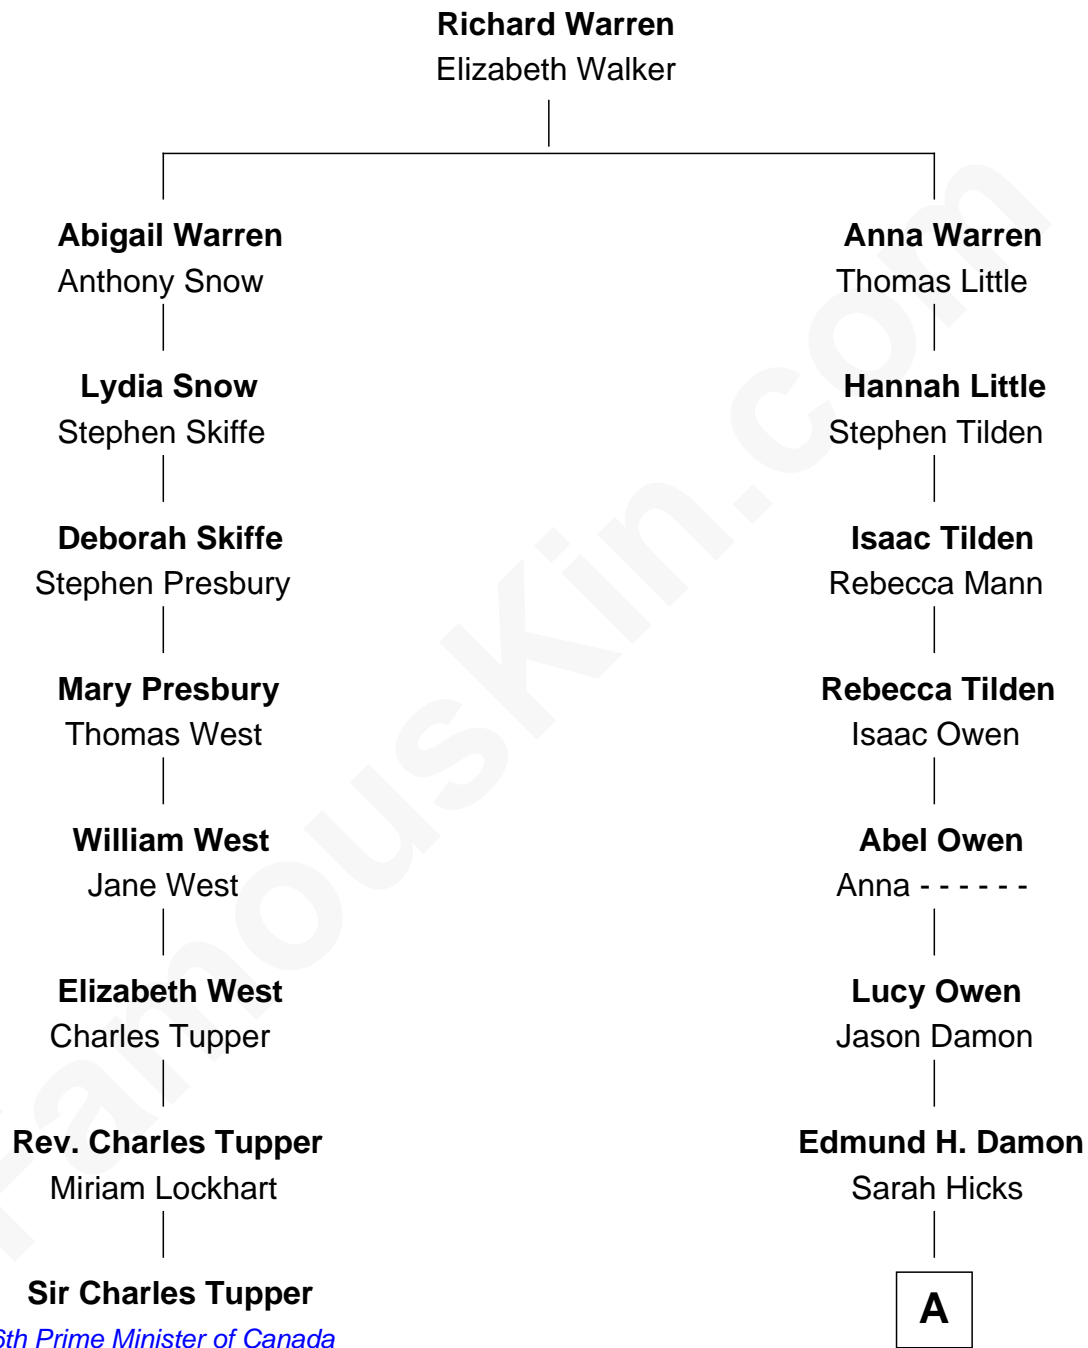 Richard Warren
Elizabeth Walker
Abigail Warren
Anthony Snow
Anna Warren
Thomas Little
Lydia Snow
Stephen Skiffe
Hannah Little
Stephen Tilden
Deborah Skiffe
Stephen Presbury
Isaac Tilden
Rebecca Mann
Mary Presbury
Thomas West
Rebecca Tilden
Isaac Owen
William West
Jane West
Abel Owen
Anna - - - - - -
Elizabeth West
Charles Tupper
Lucy Owen
Jason Damon
Rev. Charles Tupper
Miriam Lockhart
Edmund H. Damon
Sarah Hicks
Sir Charles Tupper
6th Prime Minister of Canada
A
FamousKin.com